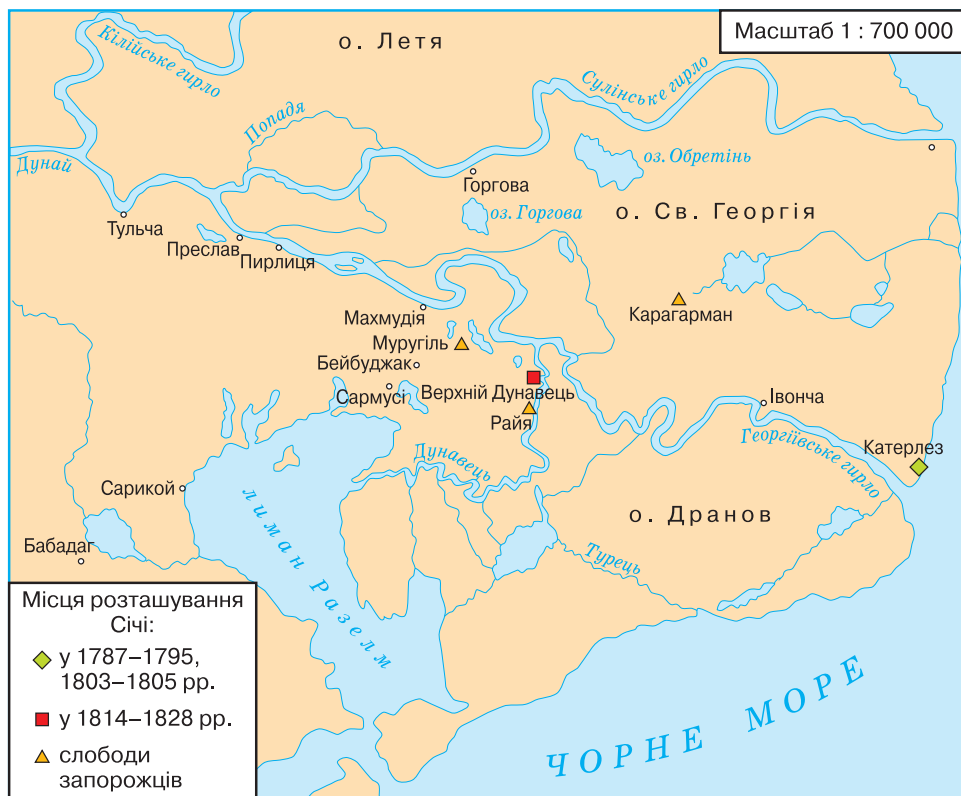 Масштаб 1 : 700 000
о. Летя
Кілійське гирло
Сулінське гирло
Попадя
Дунай
оз. Обретінь
Горгова
оз. Горгова
о. Св. Георгія
Тульча
Преслав
Пирлиця
Махмудія
Карагарман
Муругіль
Бейбуджак
Сармусі
Верхній Дунавець
Райя
Івонча
Георгіївське гирло
Катерлез
Дунавець
Сарикой
лиман Разелм
о. Дранов
Турець
Бабадаг
ЧОРНЕ МОРЕ
Місця розташування
Січі:
у 1787–1795,
1803–1805 рр.
у 1814–1828 рр.
слободи
запорожців